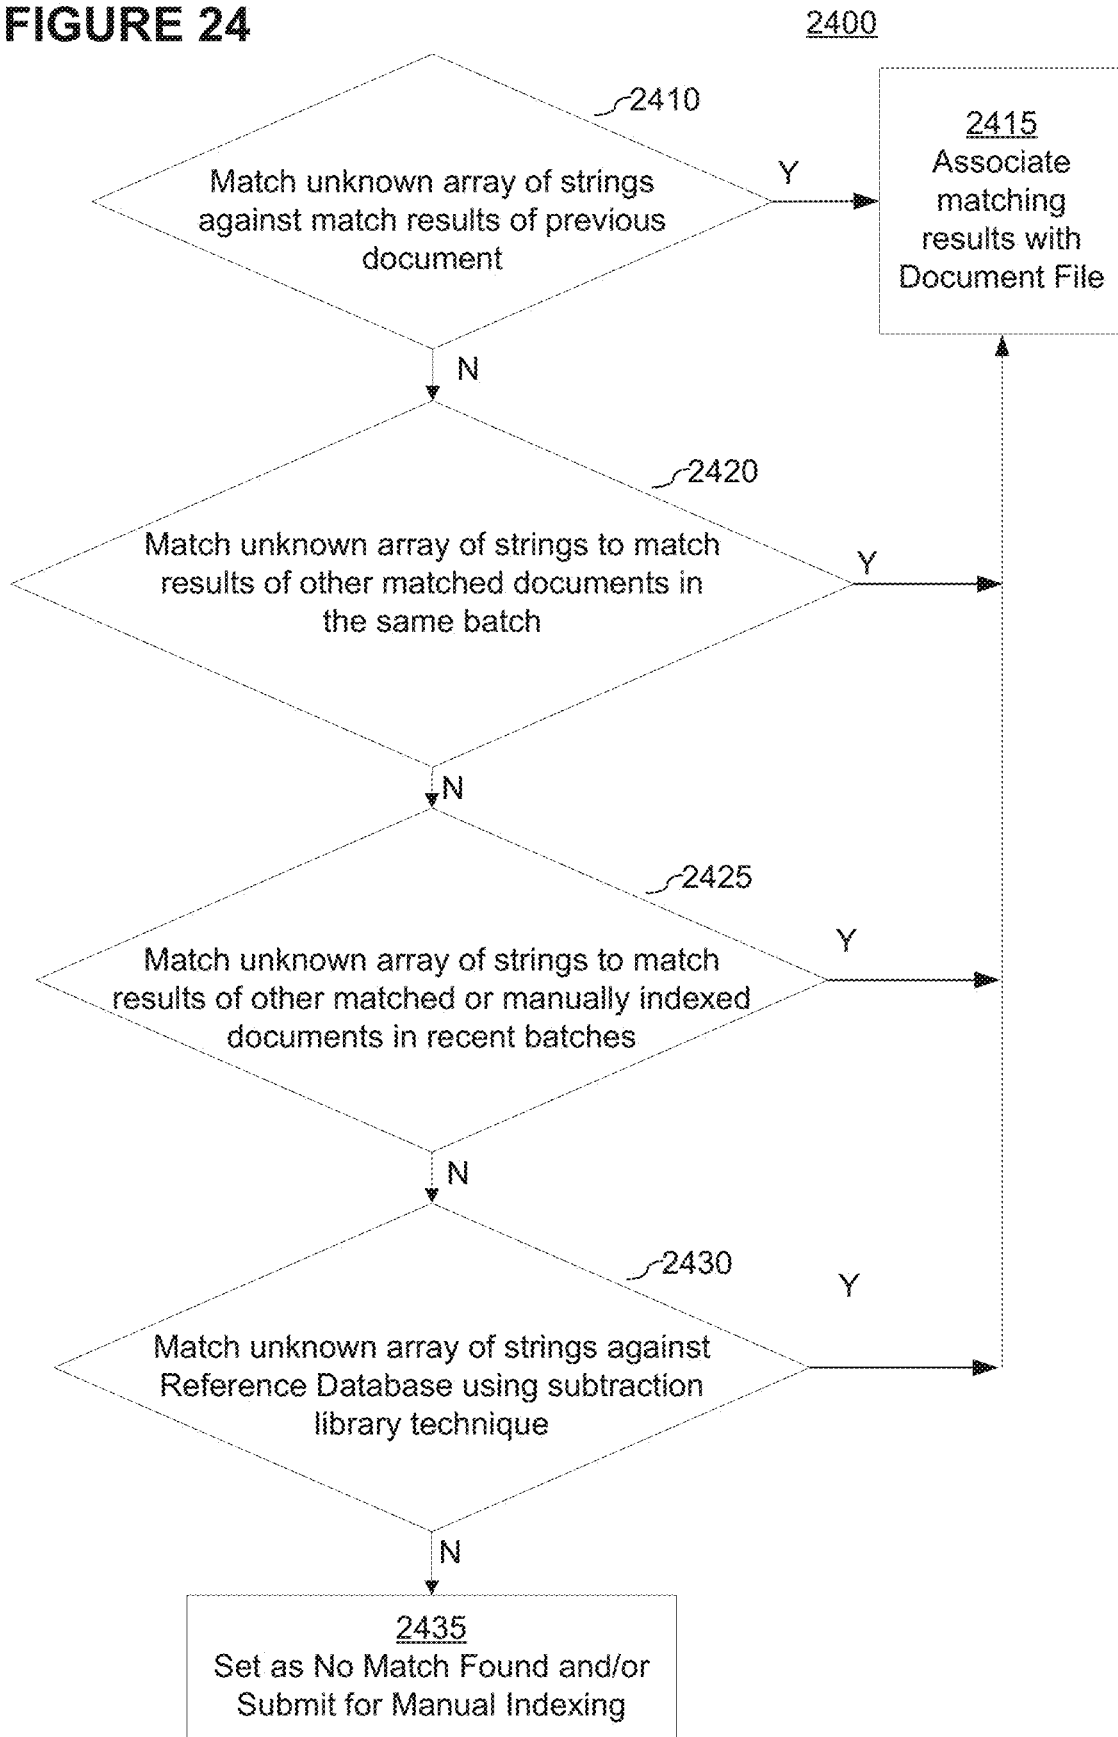 FIGURE 24
2400
2410
Match unknown array of strings
against match results of previous
document
Y
2415
Associate
matching
results with
Document File
N
2420
Match unknown array of strings to match
results of other matched documents in
the same batch
Y
N
2425
Match unknown array of strings to match
results of other matched or manually indexed
documents in recent batches
Y
N
2430
Match unknown array of strings against
Reference Database using subtraction
library technique
Y
N
2435
Set as No Match Found and/or
Submit for Manual Indexing